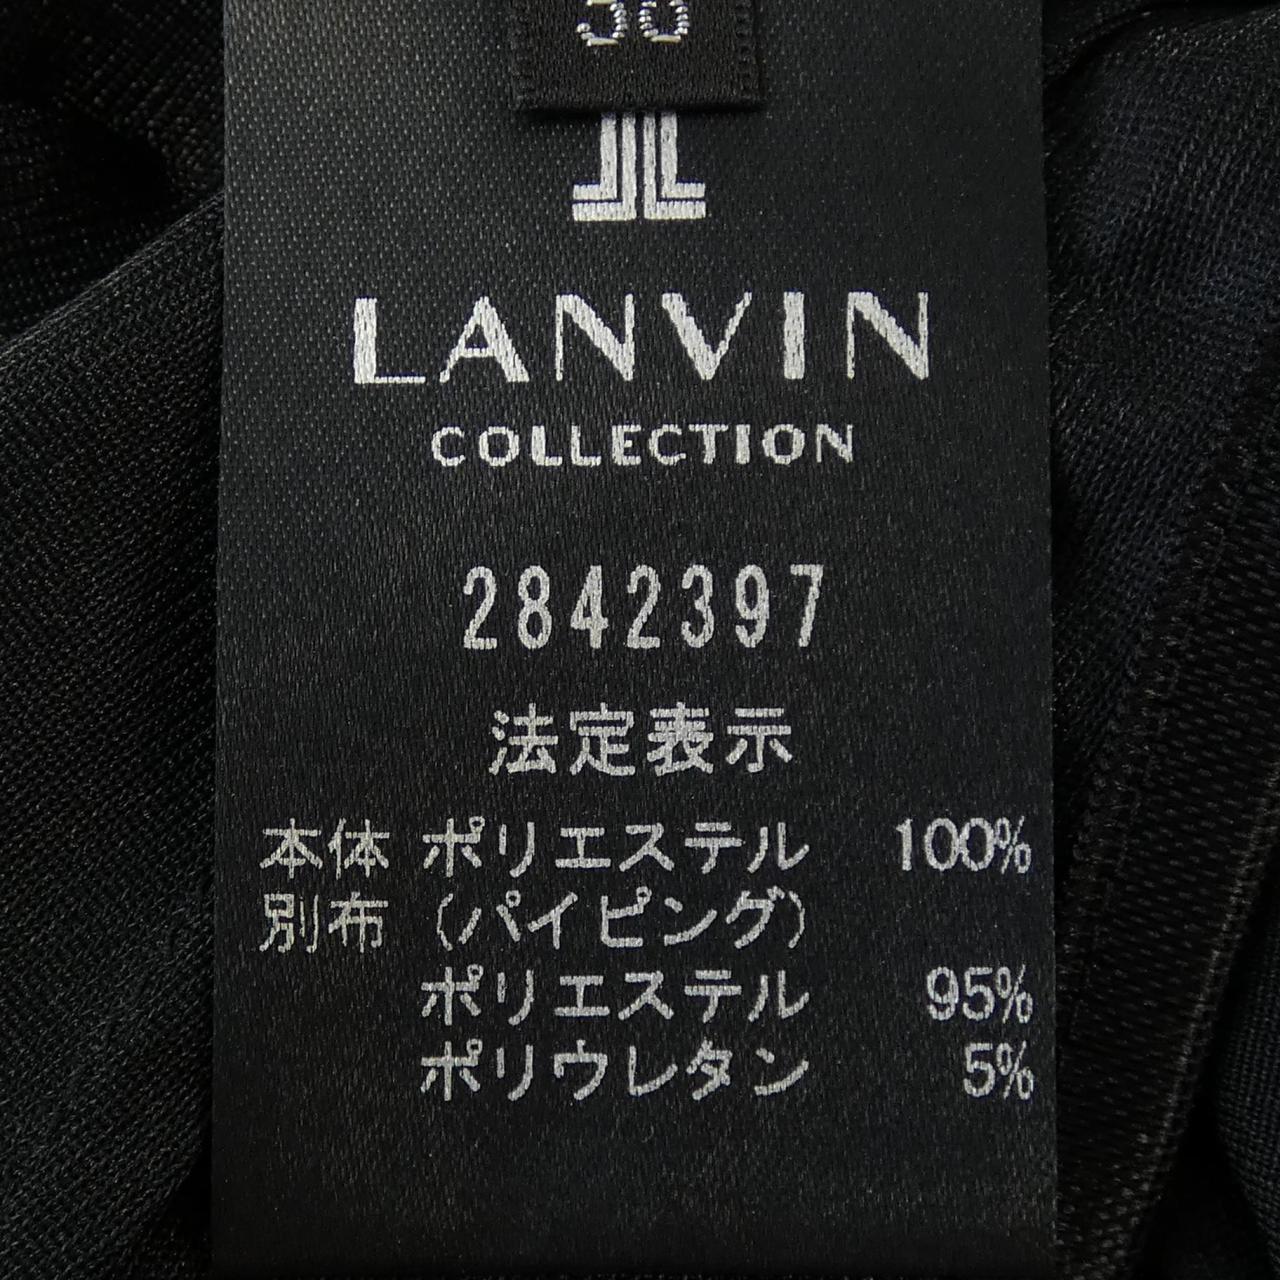 LANVIN
COLLECTION
2842397
法定表示
本体 ポリエステル 100%
別布 (パイピング)
ポリエステル 95%
ポリウレタン 5%